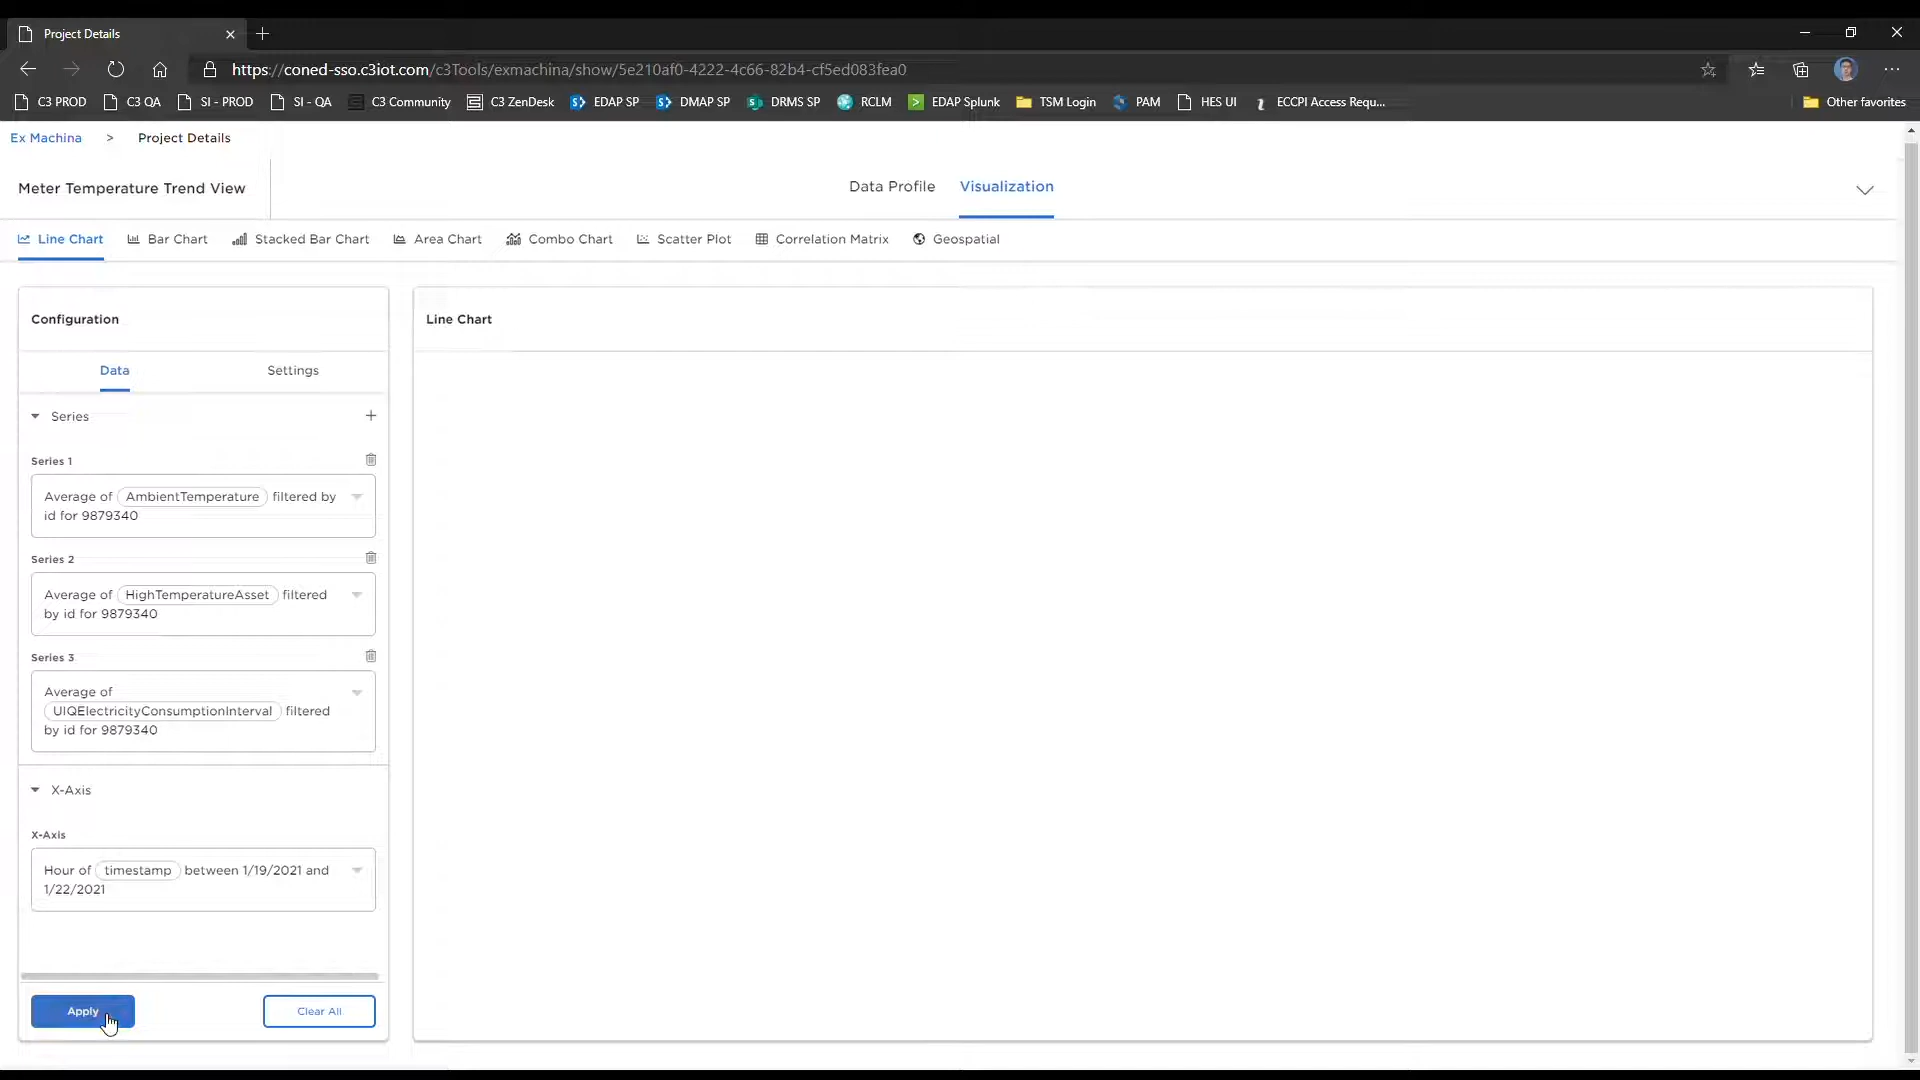 Project Details
https://coned-sso.c3iot.com/c3Tools/exmachina/show/5e210af0-4222-4c66-82b4-cf5ed083fea0
C3 PROD C3 QA SI - PROD SI - QA C3 Community C3 ZenDesk EDAP SP DMAP SP DRMS SP RCLM EDAP Splunk TSM Login PAM HES UI ECCPI Access Requ... Other favorites
Ex Machina > Project Details
Meter Temperature Trend View
Data Profile Visualization
Line Chart Bar Chart Stacked Bar Chart Area Chart Combo Chart Scatter Plot Correlation Matrix Geospatial
Configuration
Data Settings
Series
Series 1
Average of AmbientTemperature filtered by
id for 9879340
Series 2
Average of HighTemperatureAsset filtered
by id for 9879340
Series 3
Average of
UIQElectricityConsumptionInterval filtered
by id for 9879340
X-Axis
X-Axis
Hour of timestamp between 1/19/2021 and
1/22/2021
Apply Clear All
Line Chart